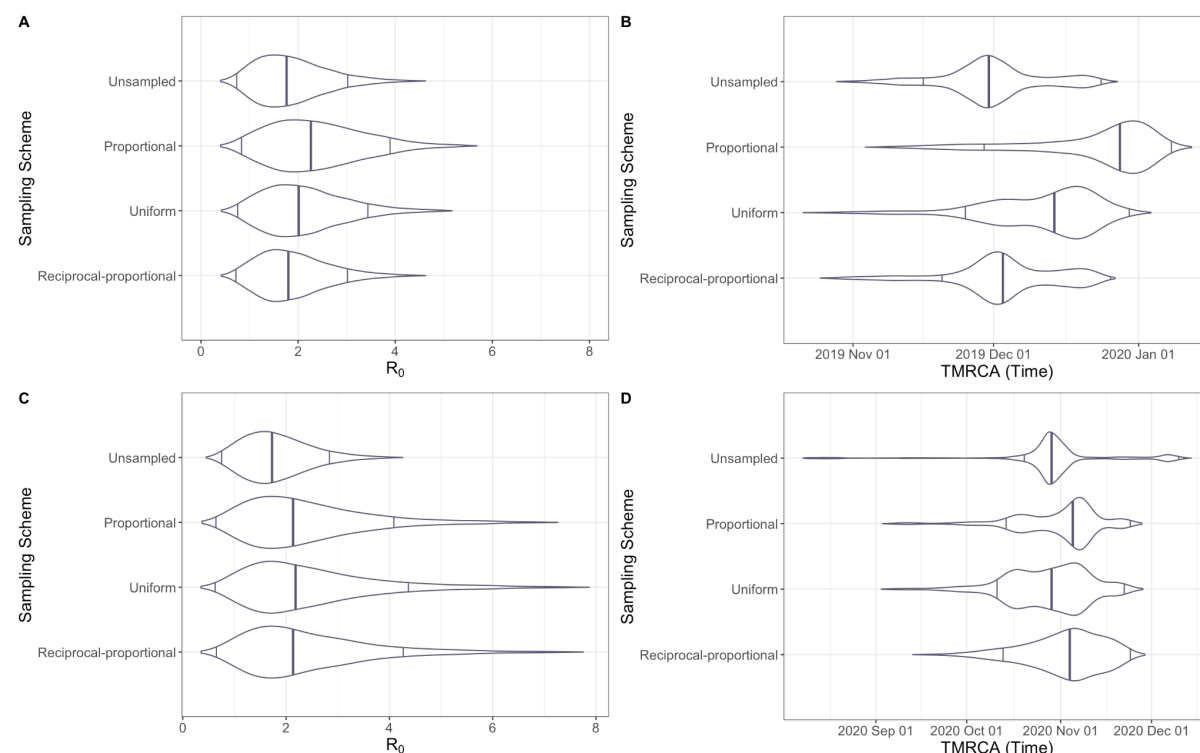 A
Sampling Scheme
Unsampled
Proportional
Uniform
Reciprocal-proportional
0 2 4 6 8
R0
B
Sampling Scheme
Unsampled
Proportional
Uniform
Reciprocal-proportional
2019 Nov 01 2019 Dec 01 2020 Jan 01
TMRCA (Time)
C
Sampling Scheme
Unsampled
Proportional
Uniform
Reciprocal-proportional
0 2 4 6 8
R0
D
Sampling Scheme
Unsampled
Proportional
Uniform
Reciprocal-proportional
2020 Sep 01 2020 Oct 01 2020 Nov 01 2020 Dec 01
TMRCA (Time)